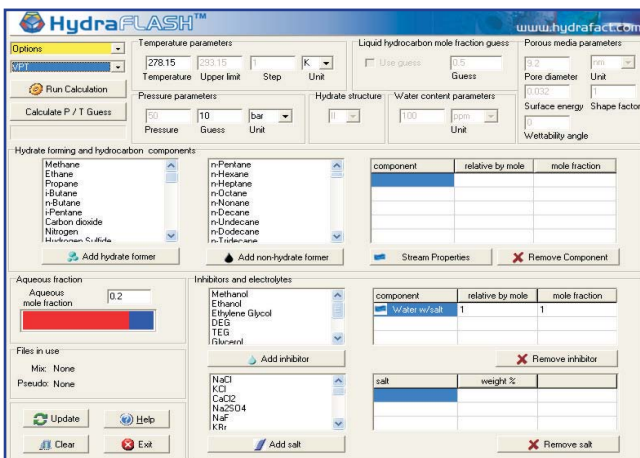 HydraFLASH™
www.hydrafact.com
Options
VPT
Run Calculation
Calculate P / T Guess
Temperature parameters
278.15 293.15 1 K
Temperature Upper limit Step Unit
Pressure parameters
50 10 bar
Pressure Guess Unit
Liquid hydrocarbon mole fraction guess
Use guess 0.5
Guess
Hydrate structure
II
Water content parameters
100 ppm
Unit
Porous media parameters
9.2 nm
Pore diameter Unit
0.032 1
Surface energy Shape factor
0
Wettability angle
Hydrate forming and hydrocarbon components
Methane
Ethane
Propane
i-Butane
n-Butane
i-Pentane
Carbon dioxide
Nitrogen
Hydrogen Sulfide
Add hydrate former
n-Pentane
n-Hexane
n-Heptane
n-Octane
n-Nonane
n-Decane
n-Undecane
n-Dodecane
n-Tridecane
Add non-hydrate former
component relative by mole mole fraction
Stream Properties
Remove Component
Aqueous fraction
Aqueous
mole fraction
0.2
Files in use
Mix: None
Pseudo: None
Update
Help
Clear
Exit
Inhibitors and electrolytes
Methanol
Ethanol
Ethylene Glycol
DEG
TEG
Glycerol
Add inhibitor
component relative by mole mole fraction
Water w/salt 1 1
Remove inhibitor
NaCl
KCl
CaCl2
Na2SO4
NaF
KBr
Add salt
salt weight %
Remove salt